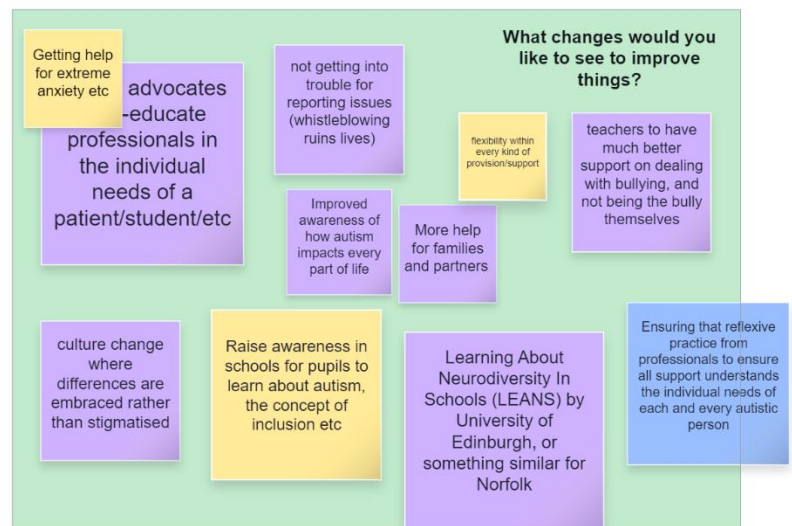 What changes would you
like to see to improve
things?
Getting help
for extreme
anxiety etc
advocates
-educate
professionals in
the individual
needs of a
patient/student/etc
not getting into
trouble for
reporting issues
(whistleblowing
ruins lives)
flexibility within
every kind of
provision/support
teachers to have
much better
support on dealing
with bullying, and
not being the bully
themselves
Improved
awareness of
how autism
impacts every
part of life
More help
for families
and partners
culture change
where
differences are
embraced rather
than stigmatised
Raise awareness in
schools for pupils to
learn about autism,
the concept of
inclusion etc
Learning About
Neurodiversity In
Schools (LEANS) by
University of
Edinburgh, or
something similar for
Norfolk
Ensuring that reflexive
practice from
professionals to ensure
all support understands
the individual needs of
each and every autistic
person